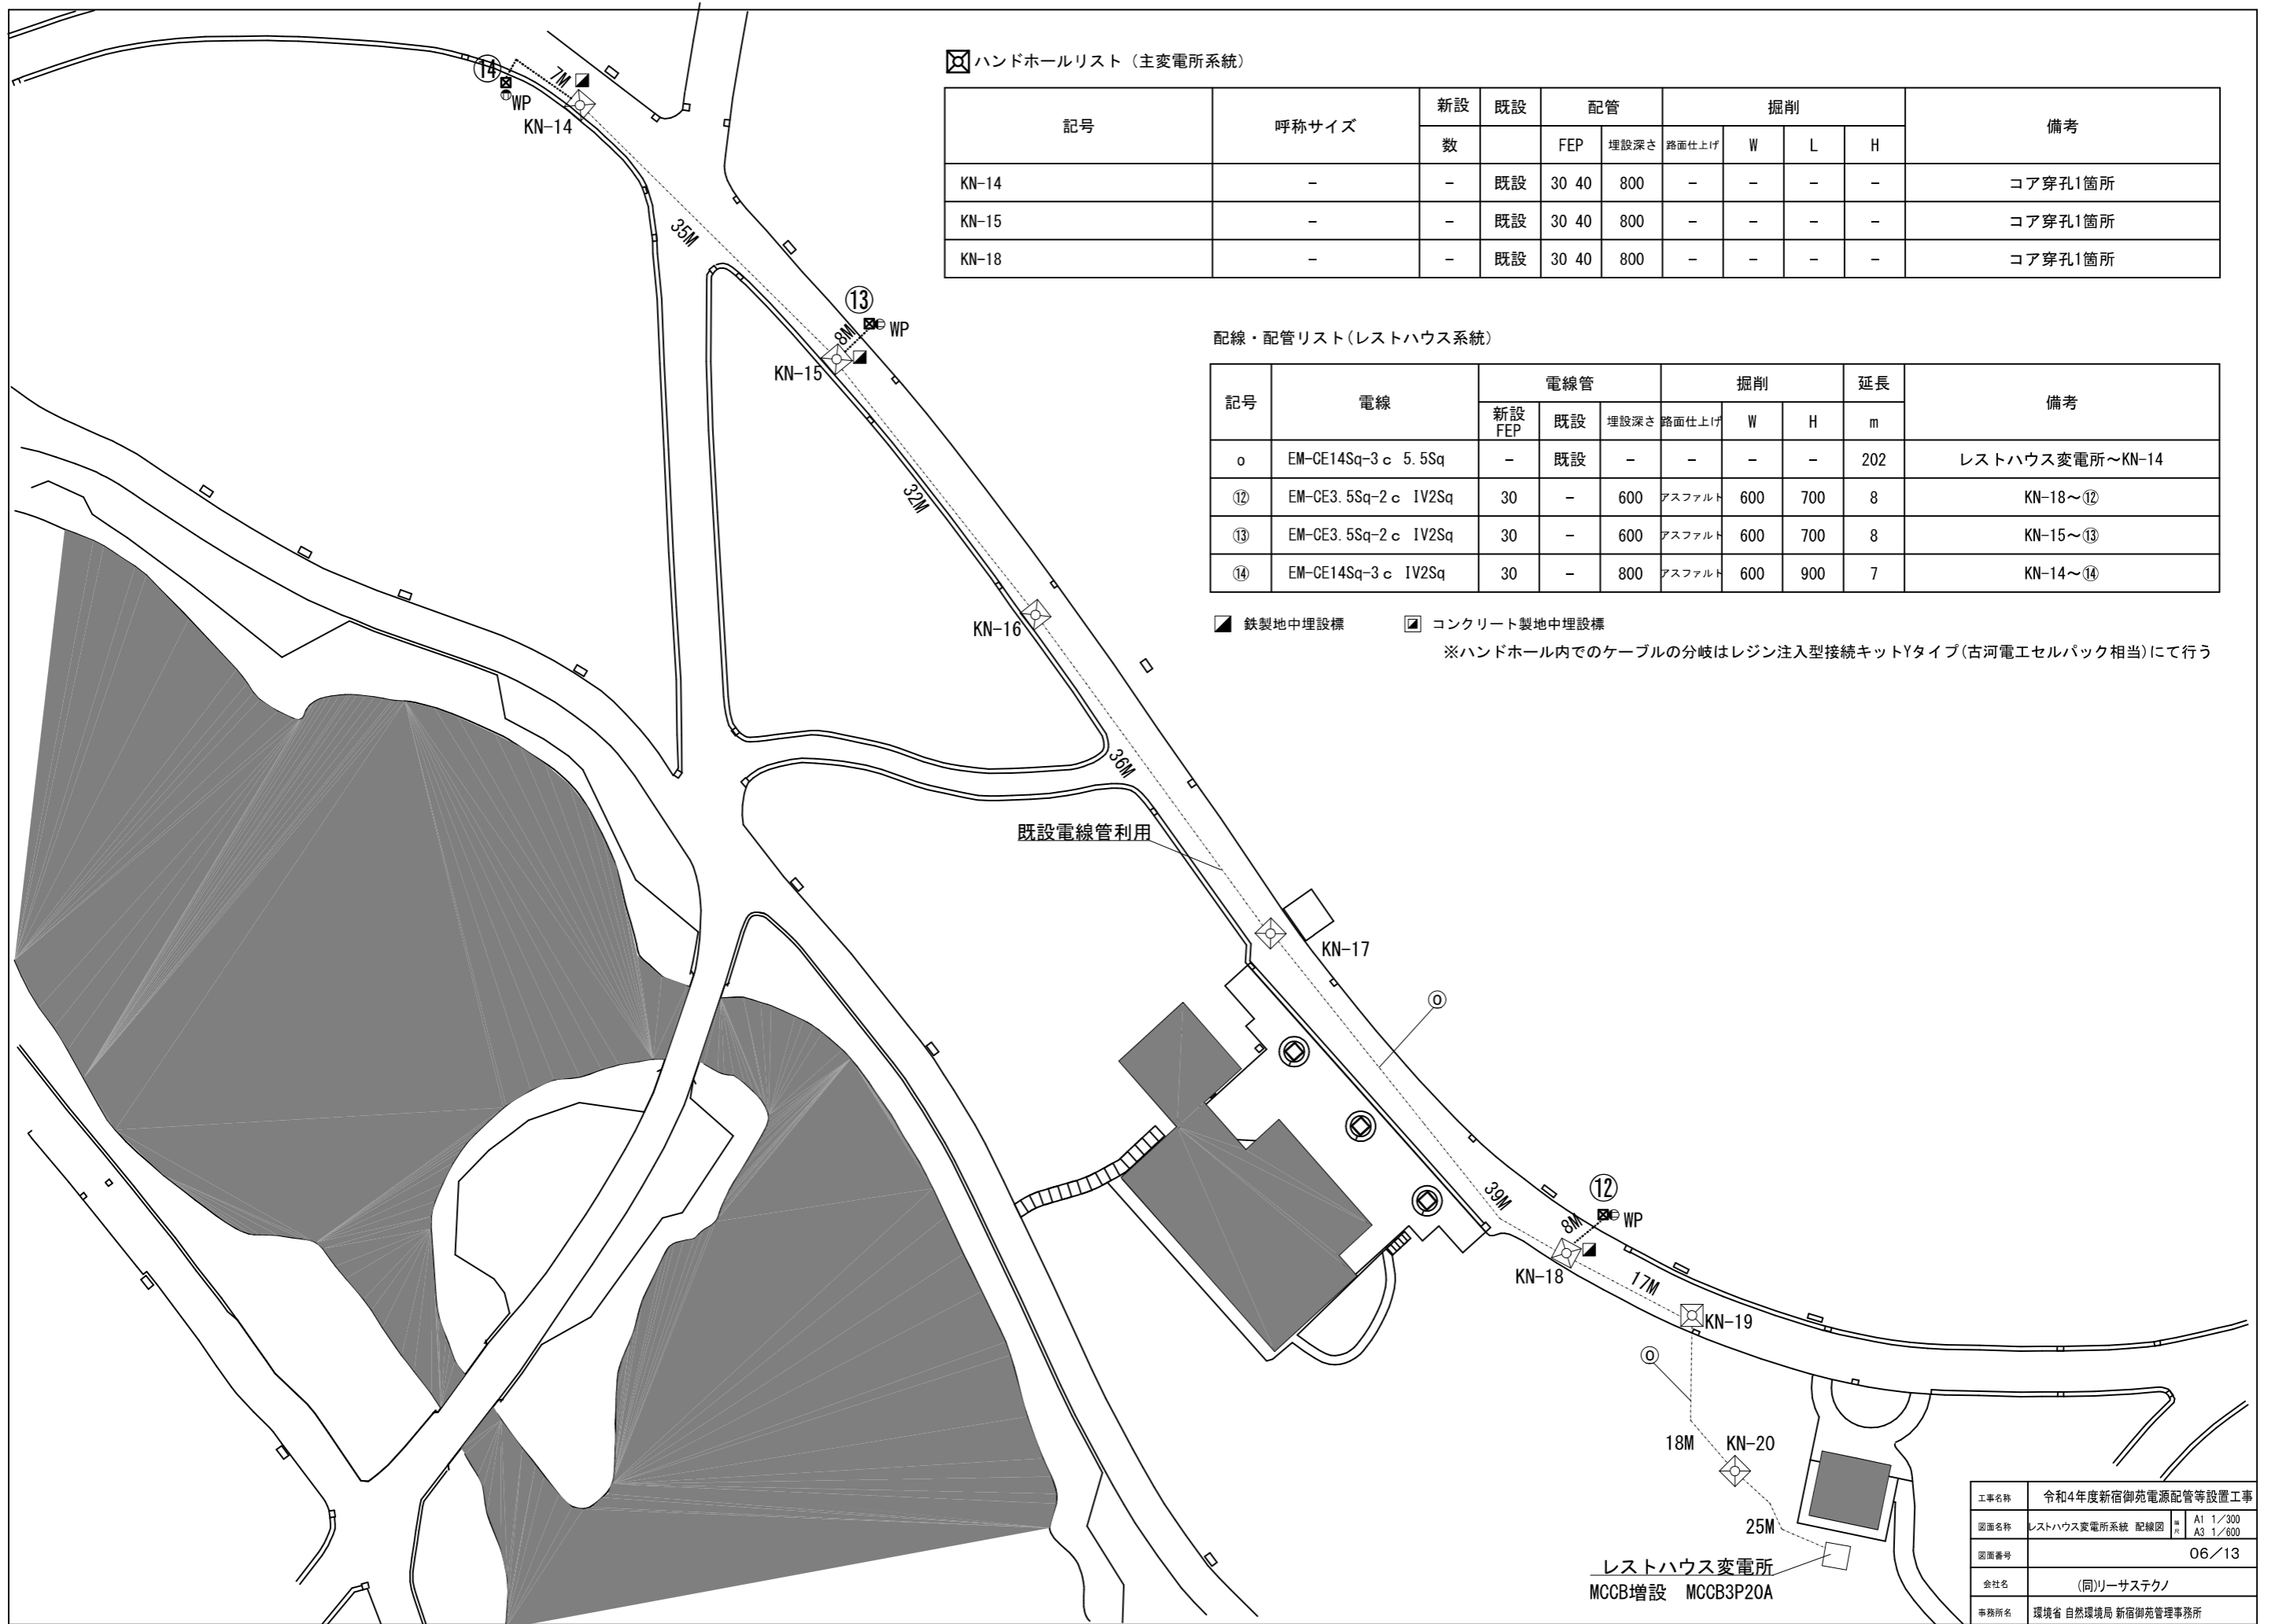 ハンドホールリスト（主変電所系統）
記号 呼称サイズ 新設 既設 配管 掘削 備考
数 FEP 埋設深さ 路面仕上げ W L H
KN-14 － － 既設 30 40 800 － － － － コア穿孔1箇所
KN-15 － － 既設 30 40 800 － － － － コア穿孔1箇所
KN-18 － － 既設 30 40 800 － － － － コア穿孔1箇所
配線・配管リスト(レストハウス系統)
記号 電線 電線管 掘削 延長 備考
新設FEP 既設 埋設深さ 路面仕上げ W H m
o EM-CE14Sq-3ｃ 5.5Sq － 既設 － － － － 202 レストハウス変電所～KN-14
⑫ EM-CE3.5Sq-2ｃ IV2Sq 30 － 600 アスファルト 600 700 8 KN-18～⑫
⑬ EM-CE3.5Sq-2ｃ IV2Sq 30 － 600 アスファルト 600 700 8 KN-15～⑬
⑭ EM-CE14Sq-3ｃ IV2Sq 30 － 800 アスファルト 600 900 7 KN-14～⑭
鉄製地中埋設標 コンクリート製地中埋設標
※ハンドホール内でのケーブルの分岐はレジン注入型接続キットYタイプ(古河電工セルパック相当)にて行う
⑭
7M
WP
KN-14
35M
⑬
8M
WP
KN-15
32M
KN-16
36M
既設電線管利用
KN-17
ⓞ
39M
⑫
8M
WP
KN-18
17M
KN-19
ⓞ
18M
KN-20
25M
レストハウス変電所
MCCB増設 MCCB3P20A
工事名称 令和4年度新宿御苑電源配管等設置工事
図面名称 レストハウス変電所系統 配線図 縮尺 A1 1／300 A3 1／600
図面番号 06／13
会社名 (同)リーサステクノ
事務所名 環境省 自然環境局 新宿御苑管理事務所